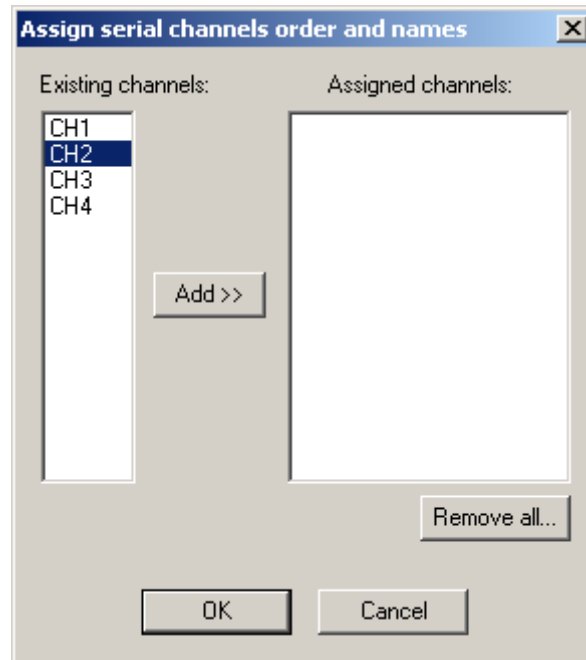 Assign serial channels order and names
Existing channels: Assigned channels:
CH1
CH2
CH3
CH4
Add >>
Remove all...
OK Cancel